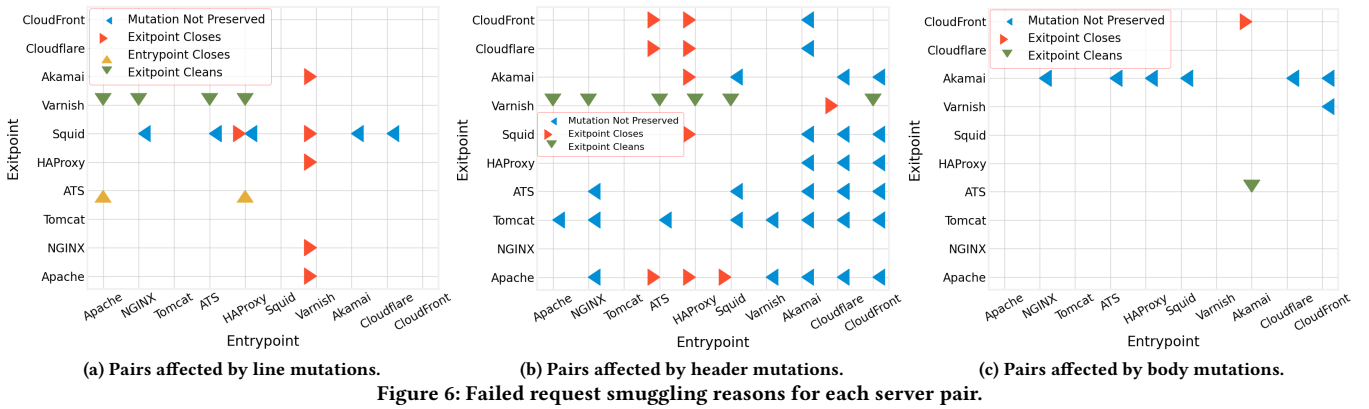 CloudFront
Cloudflare
Akamai
Varnish
Squid
HAProxy
ATS
Tomcat
NGINX
Apache
Exitpoint
Mutation Not Preserved
Exitpoint Closes
Entrypoint Closes
Exitpoint Cleans
Apache NGINX Tomcat ATS HAProxy Squid Varnish Akamai Cloudflare CloudFront
Entrypoint
(a) Pairs affected by line mutations.
CloudFront
Cloudflare
Akamai
Varnish
Squid
HAProxy
ATS
Tomcat
NGINX
Apache
Exitpoint
Mutation Not Preserved
Exitpoint Closes
Exitpoint Cleans
Apache NGINX Tomcat ATS HAProxy Squid Varnish Akamai Cloudflare CloudFront
Entrypoint
(b) Pairs affected by header mutations.
CloudFront
Cloudflare
Akamai
Varnish
Squid
HAProxy
ATS
Tomcat
NGINX
Apache
Exitpoint
Mutation Not Preserved
Exitpoint Closes
Exitpoint Cleans
Apache NGINX Tomcat ATS HAProxy Squid Varnish Akamai Cloudflare CloudFront
Entrypoint
(c) Pairs affected by body mutations.
Figure 6: Failed request smuggling reasons for each server pair.